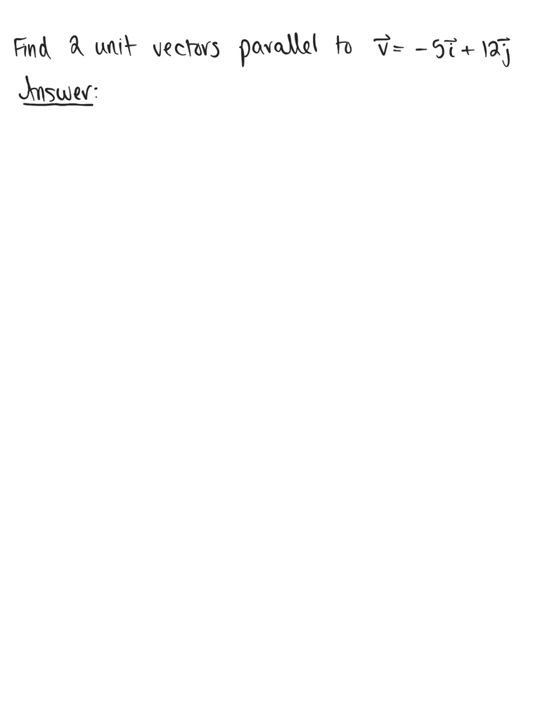 Find 2 unit vectors parallel to v⃗ = - 5i⃗ + 12j⃗
Answer: